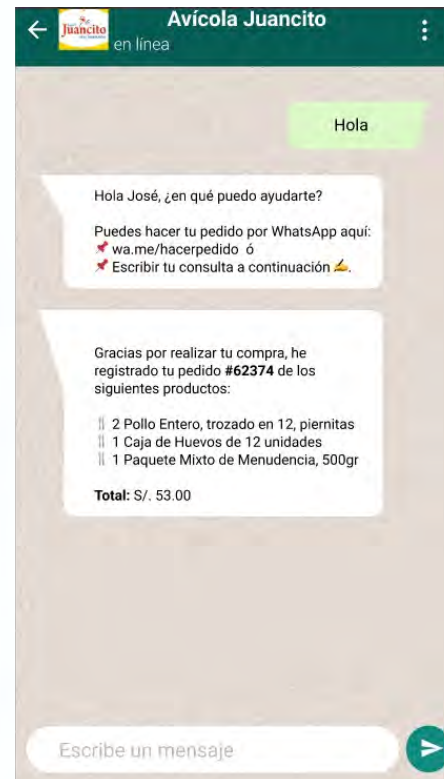 Avícola Juancito
Juancito
en línea
Hola
Hola José, ¿en qué puedo ayudarte?
Puedes hacer tu pedido por WhatsApp aquí:
📌 wa.me/hacerpedido ó
📌 Escribir tu consulta a continuación ✍️.
Gracias por realizar tu compra, he
registrado tu pedido #62374 de los
siguientes productos:
🍴 2 Pollo Entero, trozado en 12, piernitas
🍴 1 Caja de Huevos de 12 unidades
🍴 1 Paquete Mixto de Menudencia, 500gr
Total: S/. 53.00
Escribe un mensaje